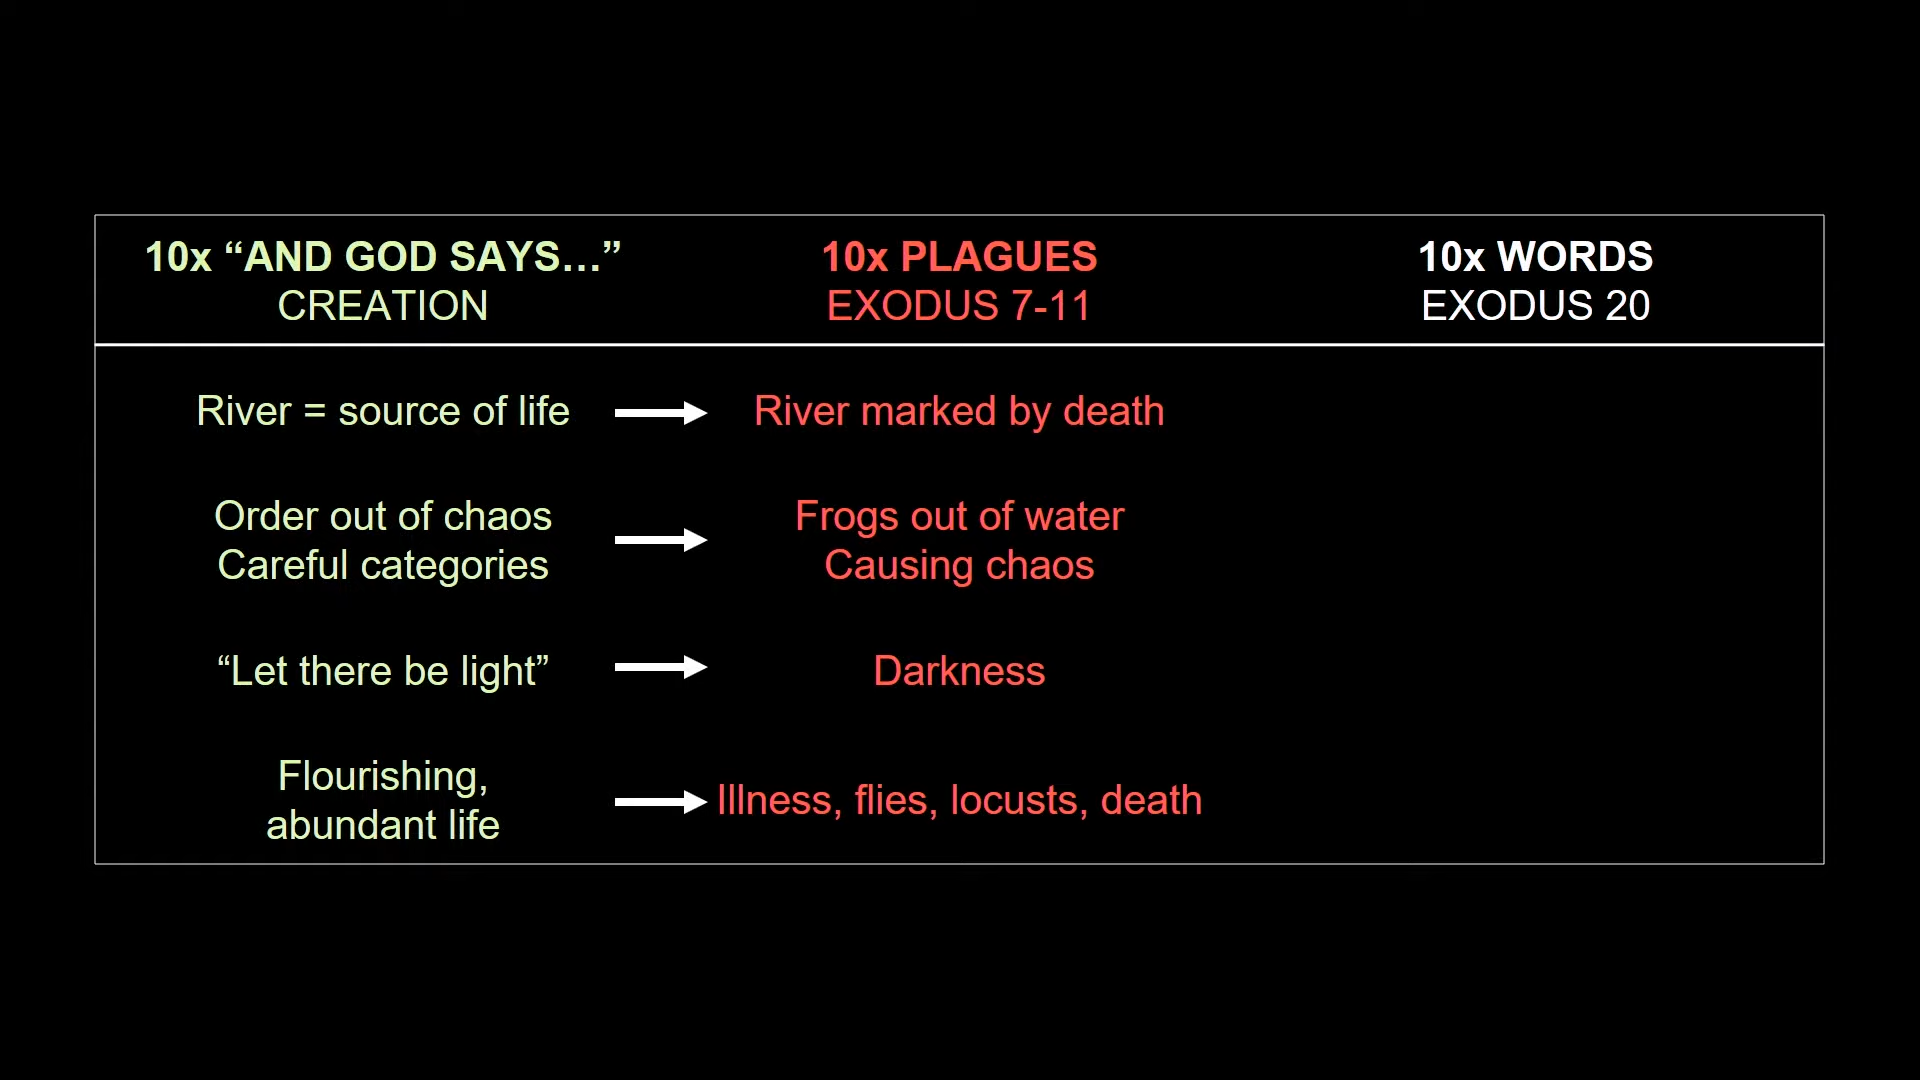 10x “AND GOD SAYS…”
CREATION
10x PLAGUES
EXODUS 7-11
10x WORDS
EXODUS 20
River = source of life
River marked by death
Order out of chaos
Careful categories
Frogs out of water
Causing chaos
“Let there be light”
Darkness
Flourishing,
abundant life
Illness, flies, locusts, death